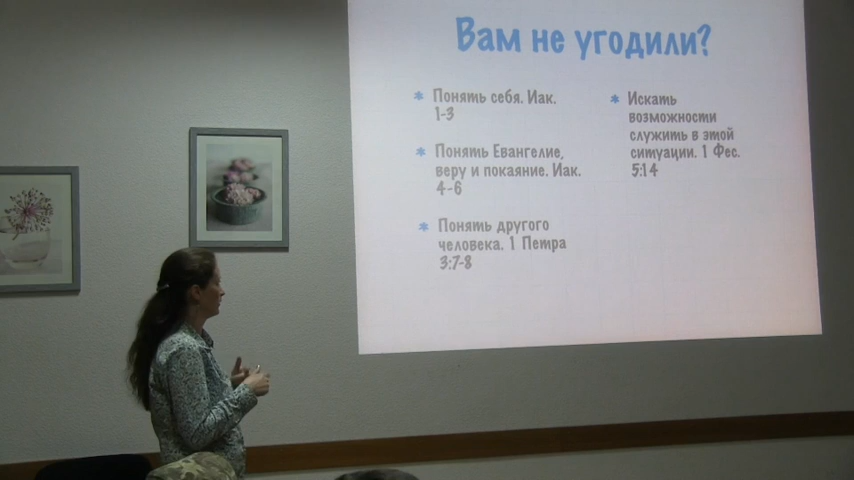 Вам не угодили?
* Понять себя. Иак.
1-3
* Понять Евангелие,
веру и покаяние. Иак.
4-6
* Понять другого
человека. 1 Петра
3:7-8
* Искать
возможности
служить в этой
ситуации. 1 Фес.
5:14